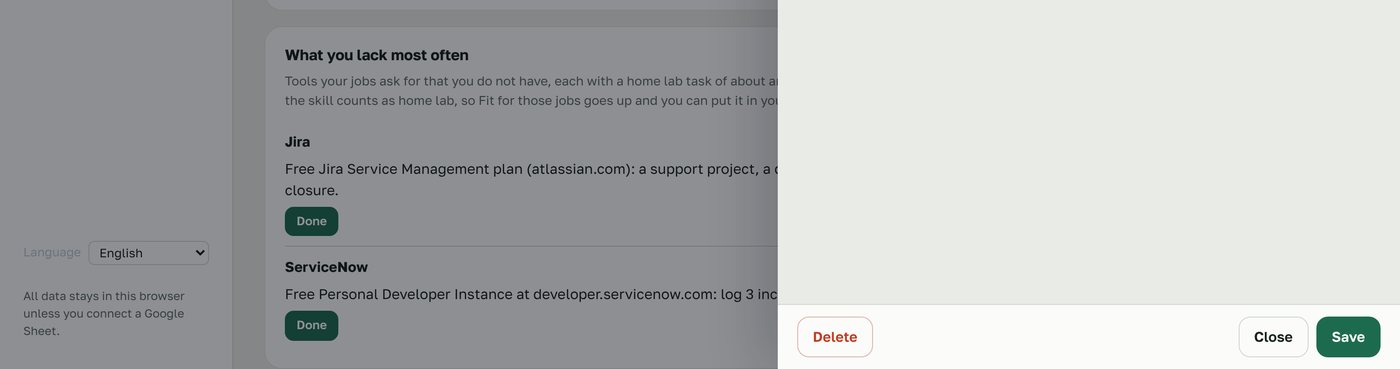 What you lack most often
Tools your jobs ask for that you do not have, each with a home lab task of about
the skill counts as home lab, so Fit for those jobs goes up and you can put it in
Jira
Free Jira Service Management plan (atlassian.com): a support project, a
closure.
Done
ServiceNow
Free Personal Developer Instance at developer.servicenow.com: log 3
Done
Language English
All data stays in this browser
unless you connect a Google
Sheet.
Delete
Close
Save